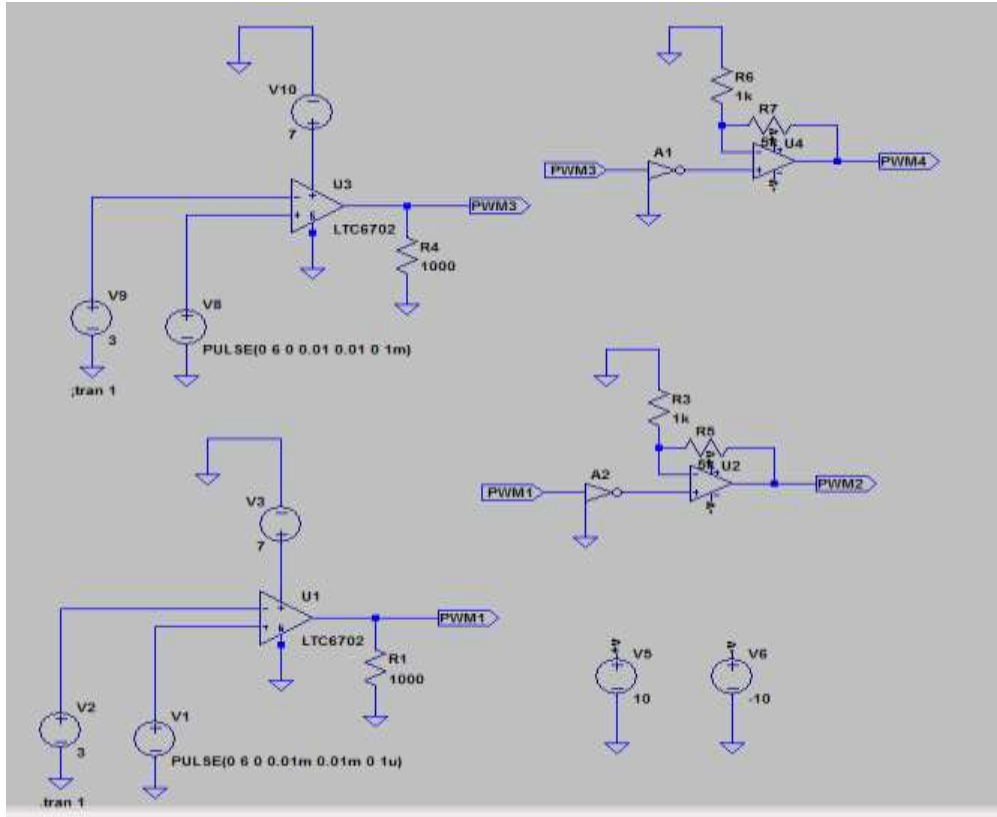 V10
7
U3
LTC6702
PWM3
R4
1000
V9
3
V8
PULSE(0 6 0 0.01 0.01 0 1m)
;tran 1
R6
1k
R7
5k
U4
PWM3
A1
PWM4
V3
7
U1
LTC6702
PWM1
R1
1000
V2
3
V1
PULSE(0 6 0 0.01m 0.01m 0 1u)
.tran 1
R3
1k
R5
5k
U2
PWM1
A2
PWM2
V5
10
V6
-10